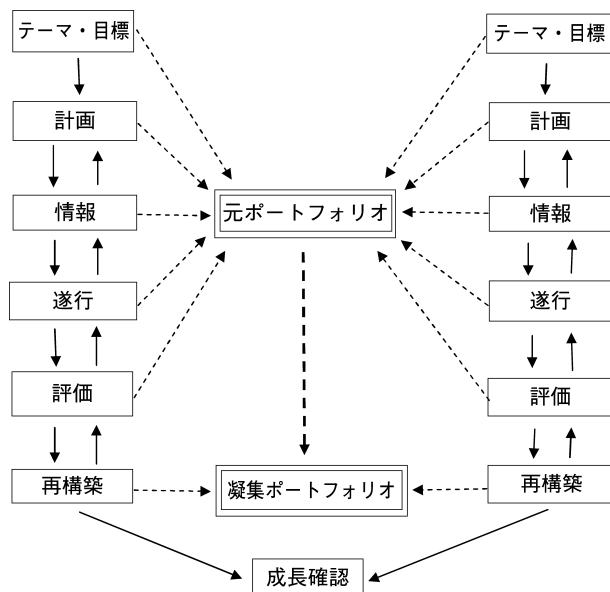 テーマ・目標
テーマ・目標
計画
計画
情報
元ポートフォリオ
情報
遂行
遂行
評価
評価
再構築
凝集ポートフォリオ
再構築
成長確認